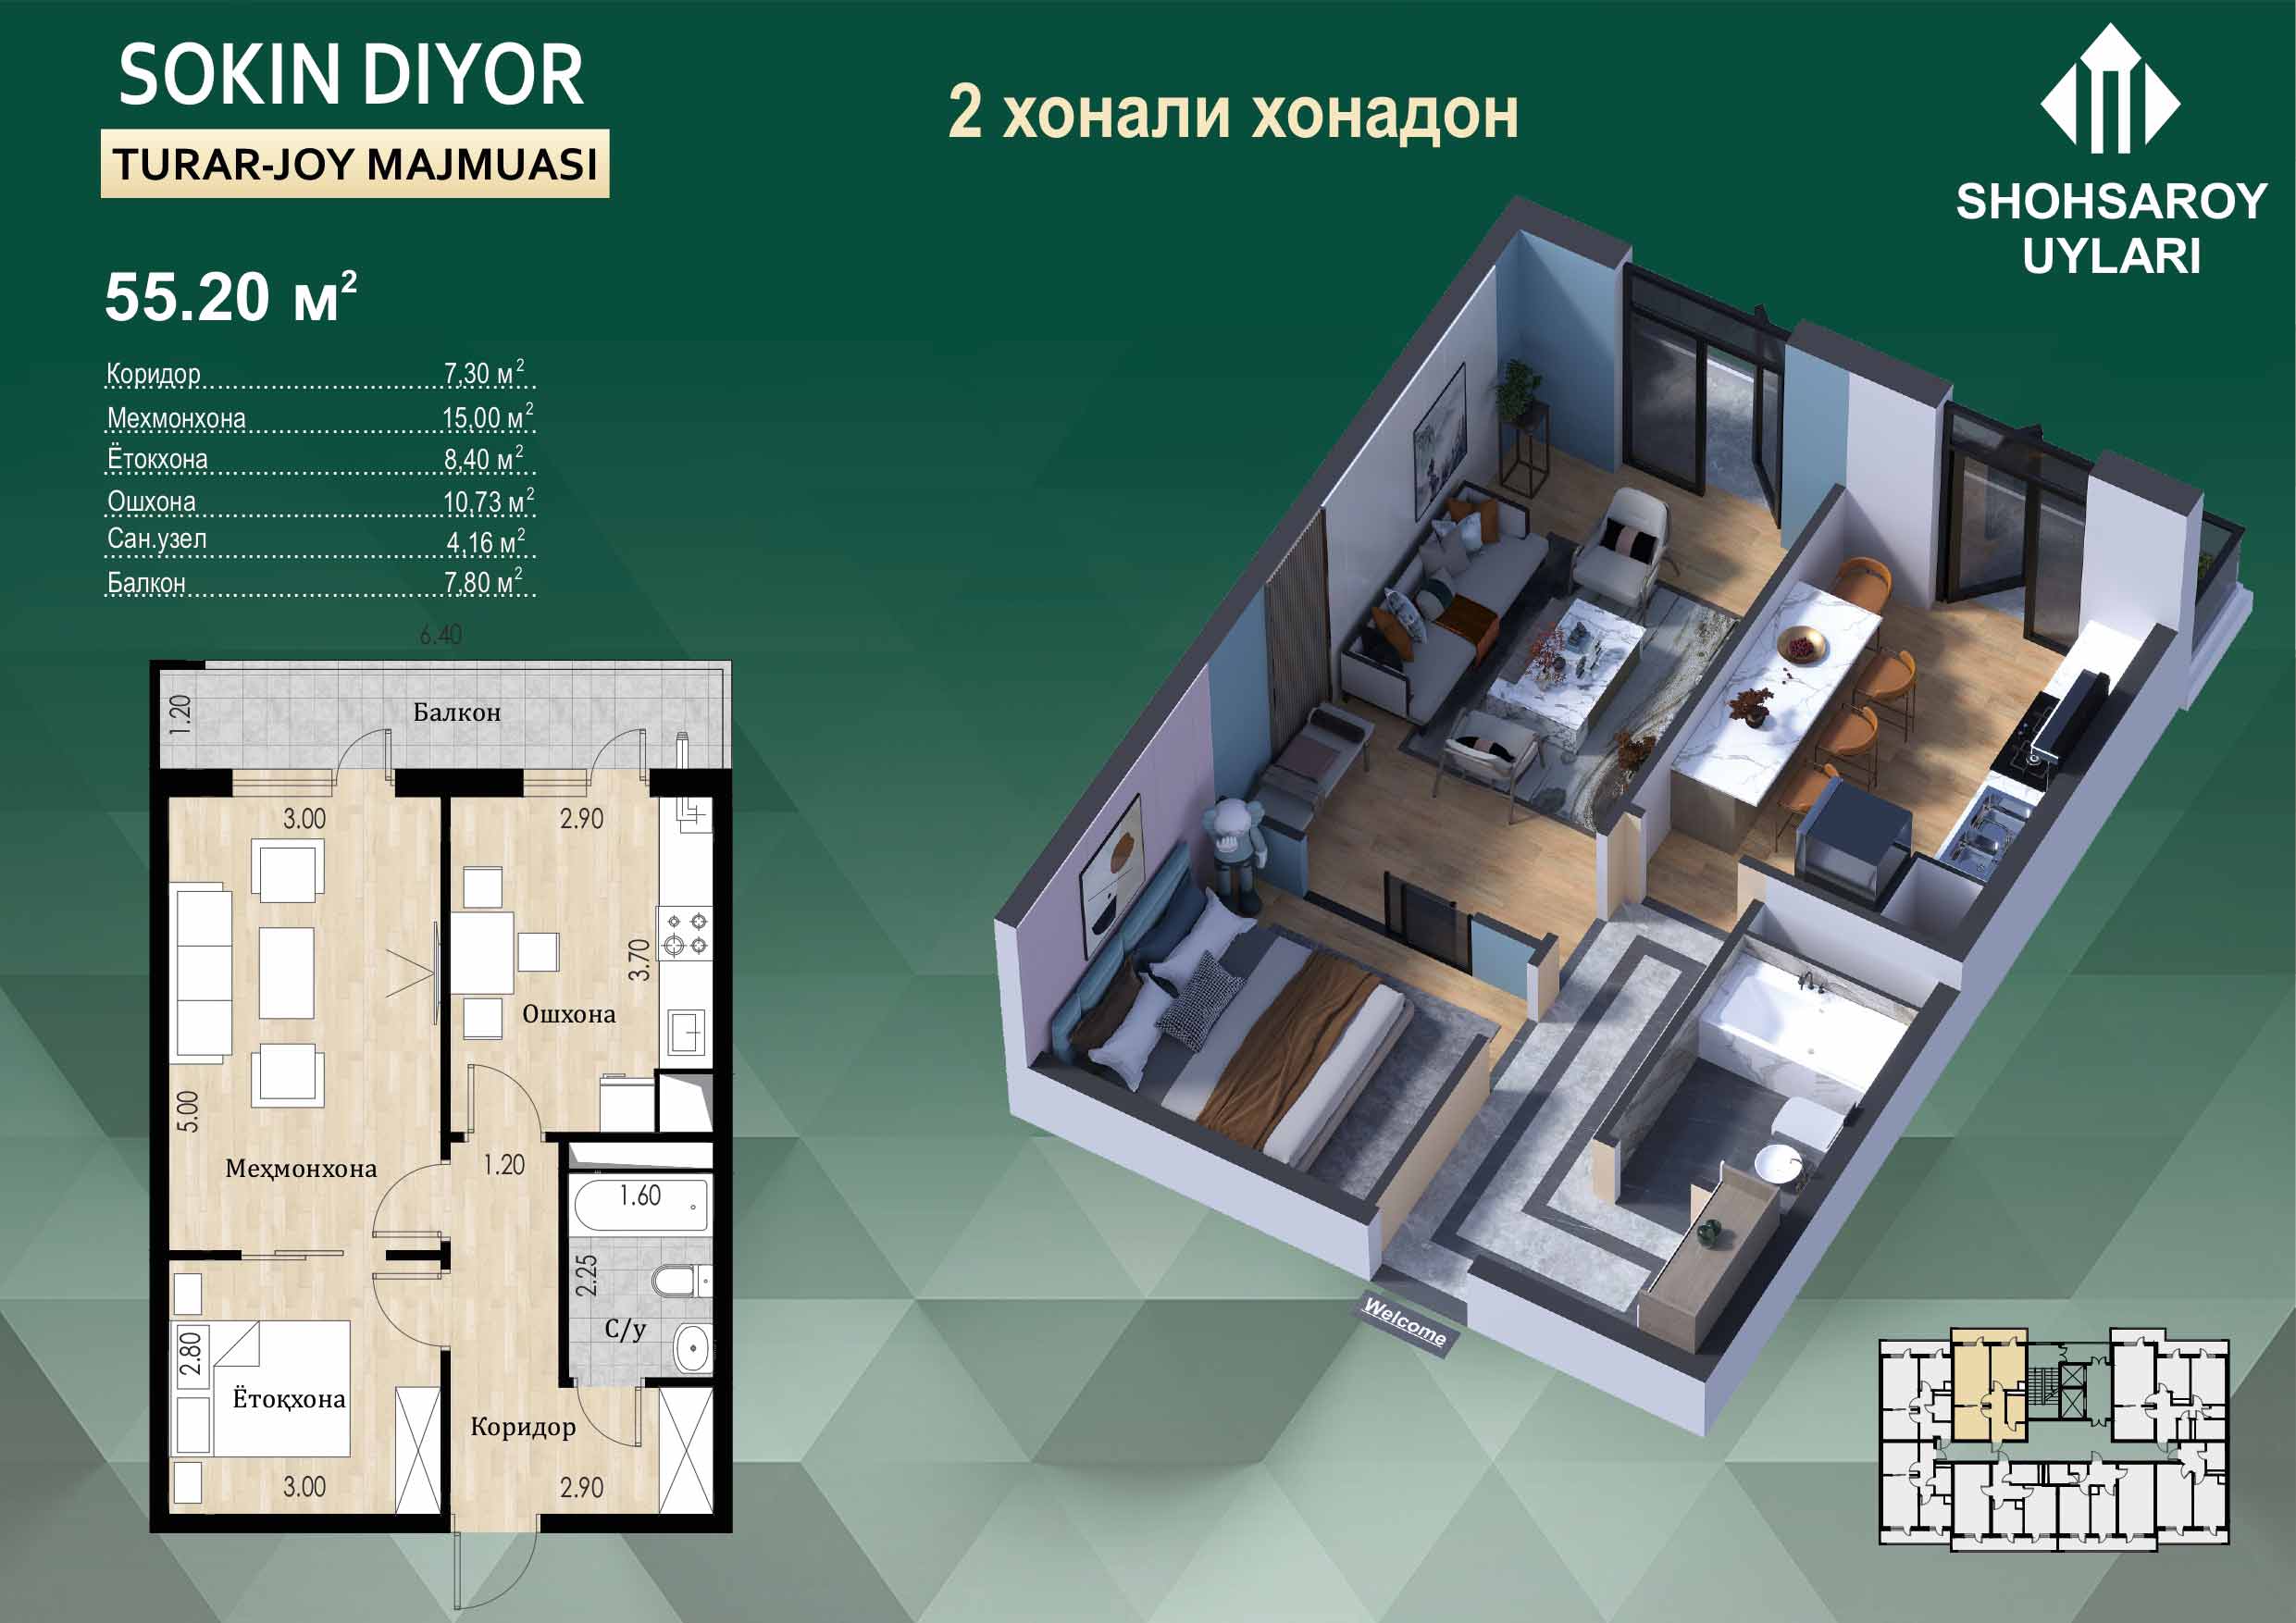 SOKIN DIYOR
TURAR-JOY MAJMUASI
2 хонали хонадон
SHOHSAROY
UYLARI
55.20 м²
Коридор 7,30 м²
Мехмонхона 15,00 м²
Ётокхона 8,40 м²
Ошхона 10,73 м²
Сан.узел 4,16 м²
Балкон 7,80 м²
6.40
1.20
Балкон
3.00
2.90
3.70
Ошхона
5.00
Меҳмонхона
1.20
1.60
2.25
С/у
2.80
Ётоқхона
Коридор
3.00
2.90
Welcome